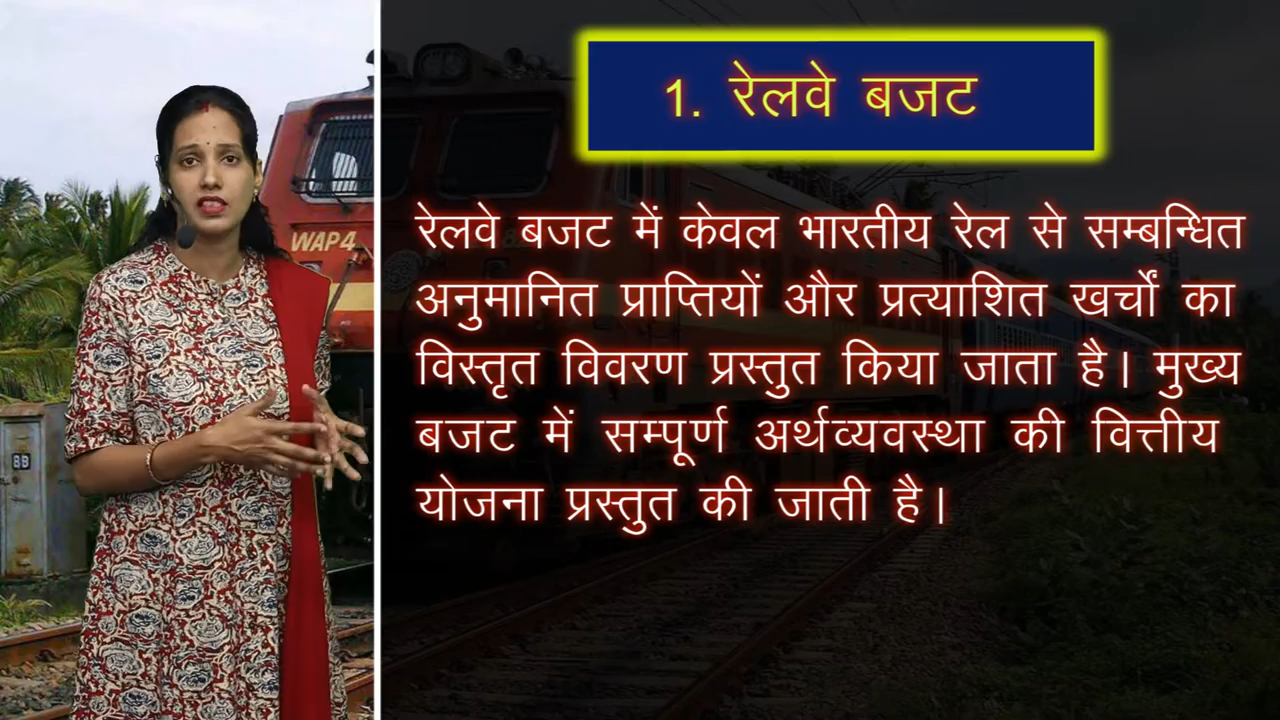 1. रेलवे बजट
रेलवे बजट में केवल भारतीय रेल से सम्बन्धित
अनुमानित प्राप्तियों और प्रत्याशित खर्चों का
विस्तृत विवरण प्रस्तुत किया जाता है। मुख्य
बजट में सम्पूर्ण अर्थव्यवस्था की वित्तीय
योजना प्रस्तुत की जाती है।
WAP4